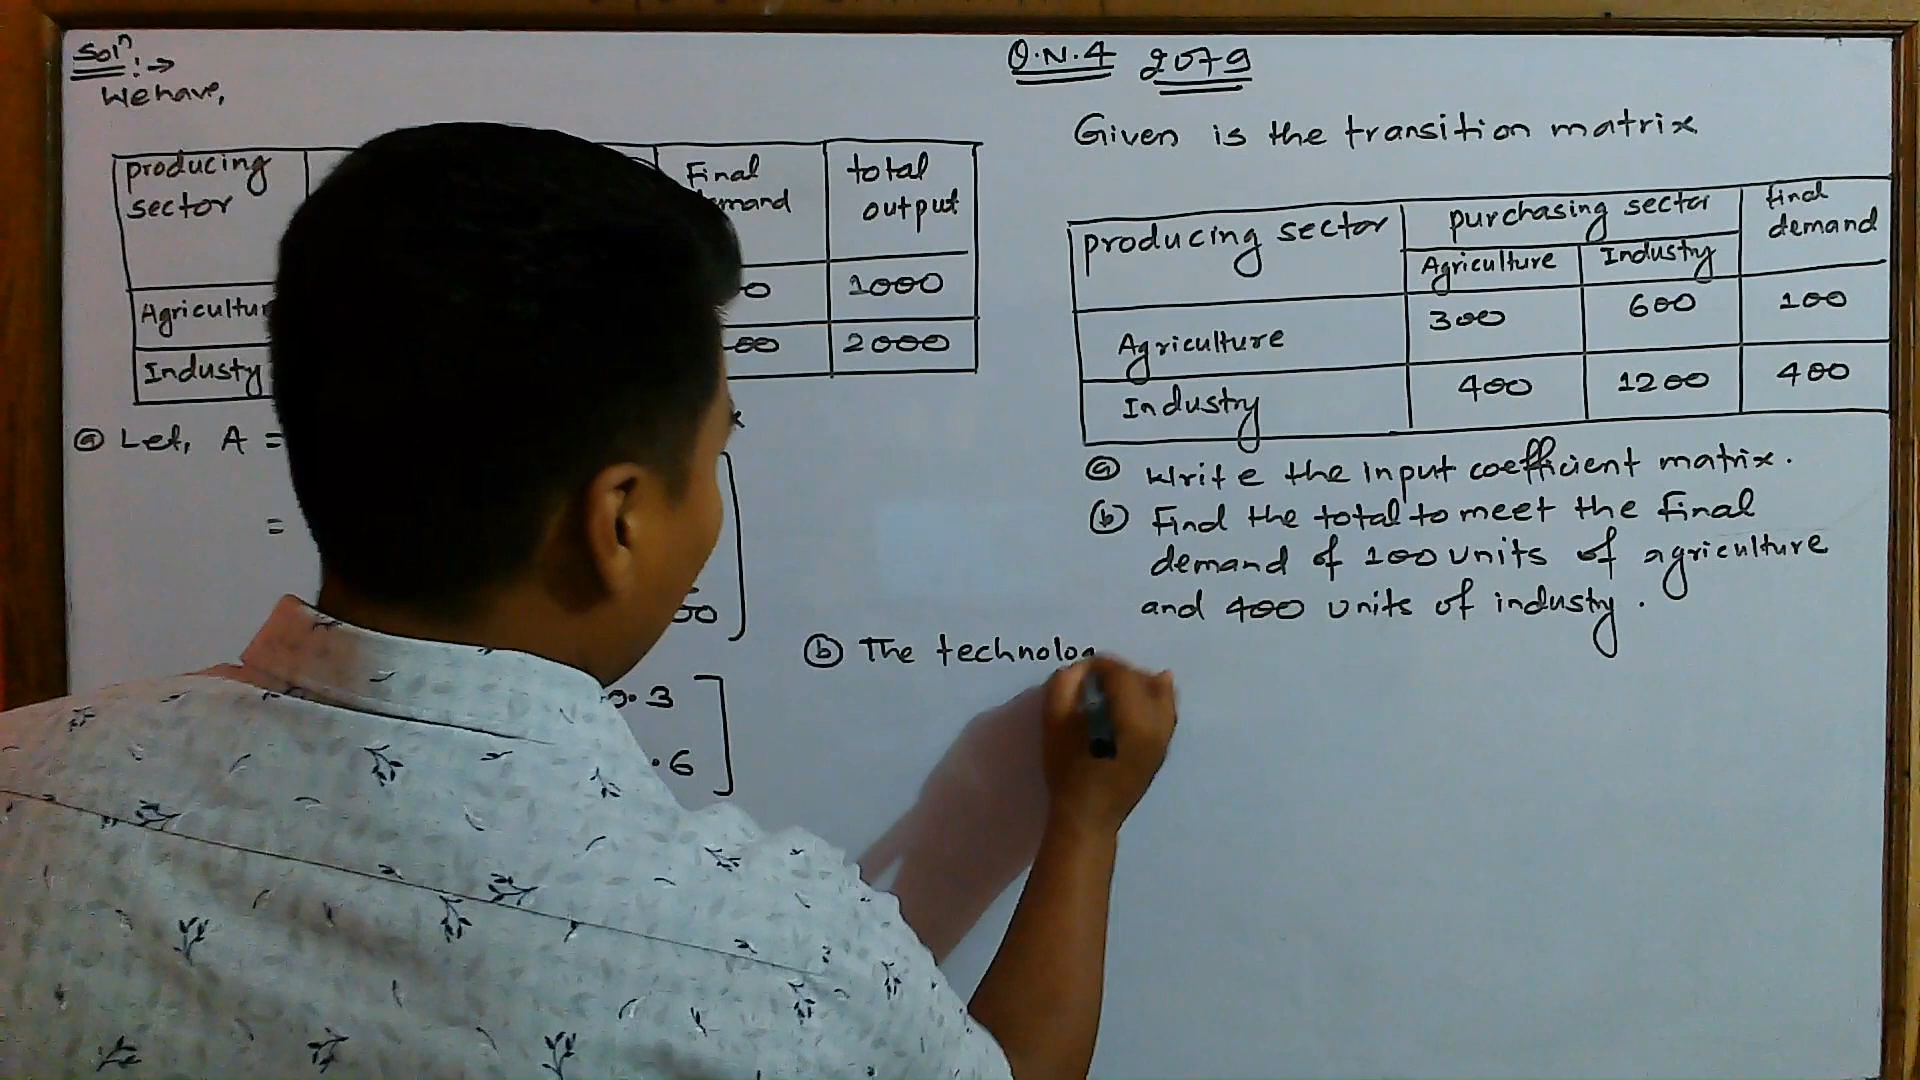 Solⁿ :→
We have,
producing
sector
Final
total
output
1000
Agricultur
2000
Industy
(a) Let, A =
=
0.3
.6
Q.N.4 2079
Given is the transition matrix
producing sector
purchasing sector
final
demand
Agriculture
Industry
Agriculture
300
600
100
Industry
400
1200
400
(a) Write the input coefficient matrix.
(b) Find the total to meet the final
demand of 100 units of agriculture
and 400 units of industry.
(b) The technolog